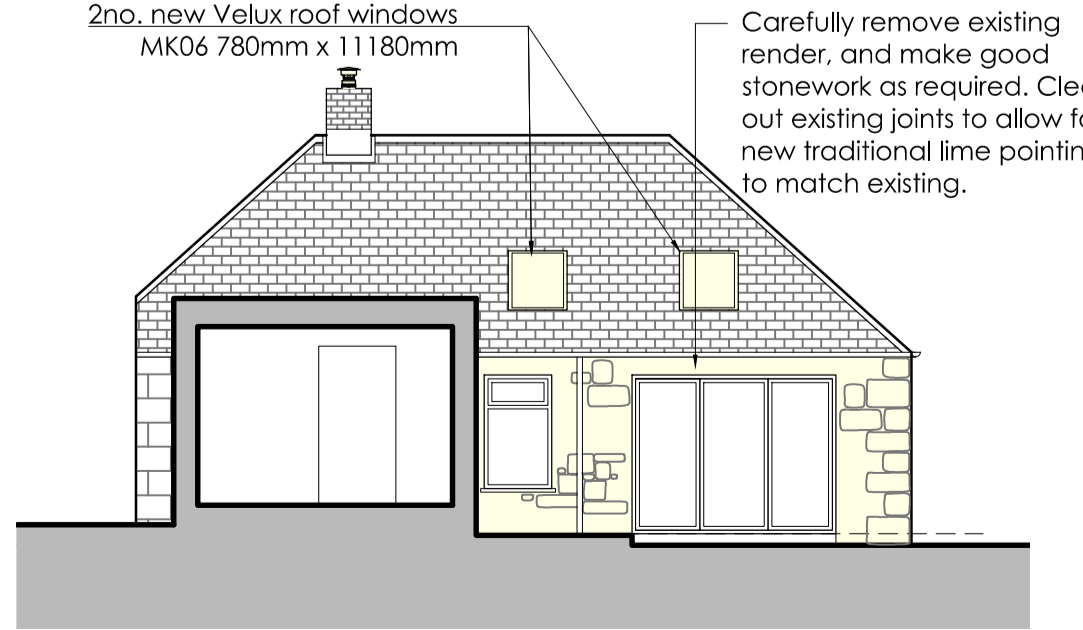 2no. new Velux roof windows
MK06 780mm x 11180mm
Carefully remove existing
render, and make good
stonework as required.
out existing joints to allow
new traditional lime
to match existing.